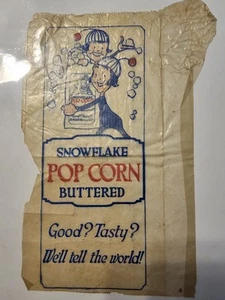 SNOWFLAKE
POP CORN
BUTTERED
Good? Tasty?
We'll tell the world!!